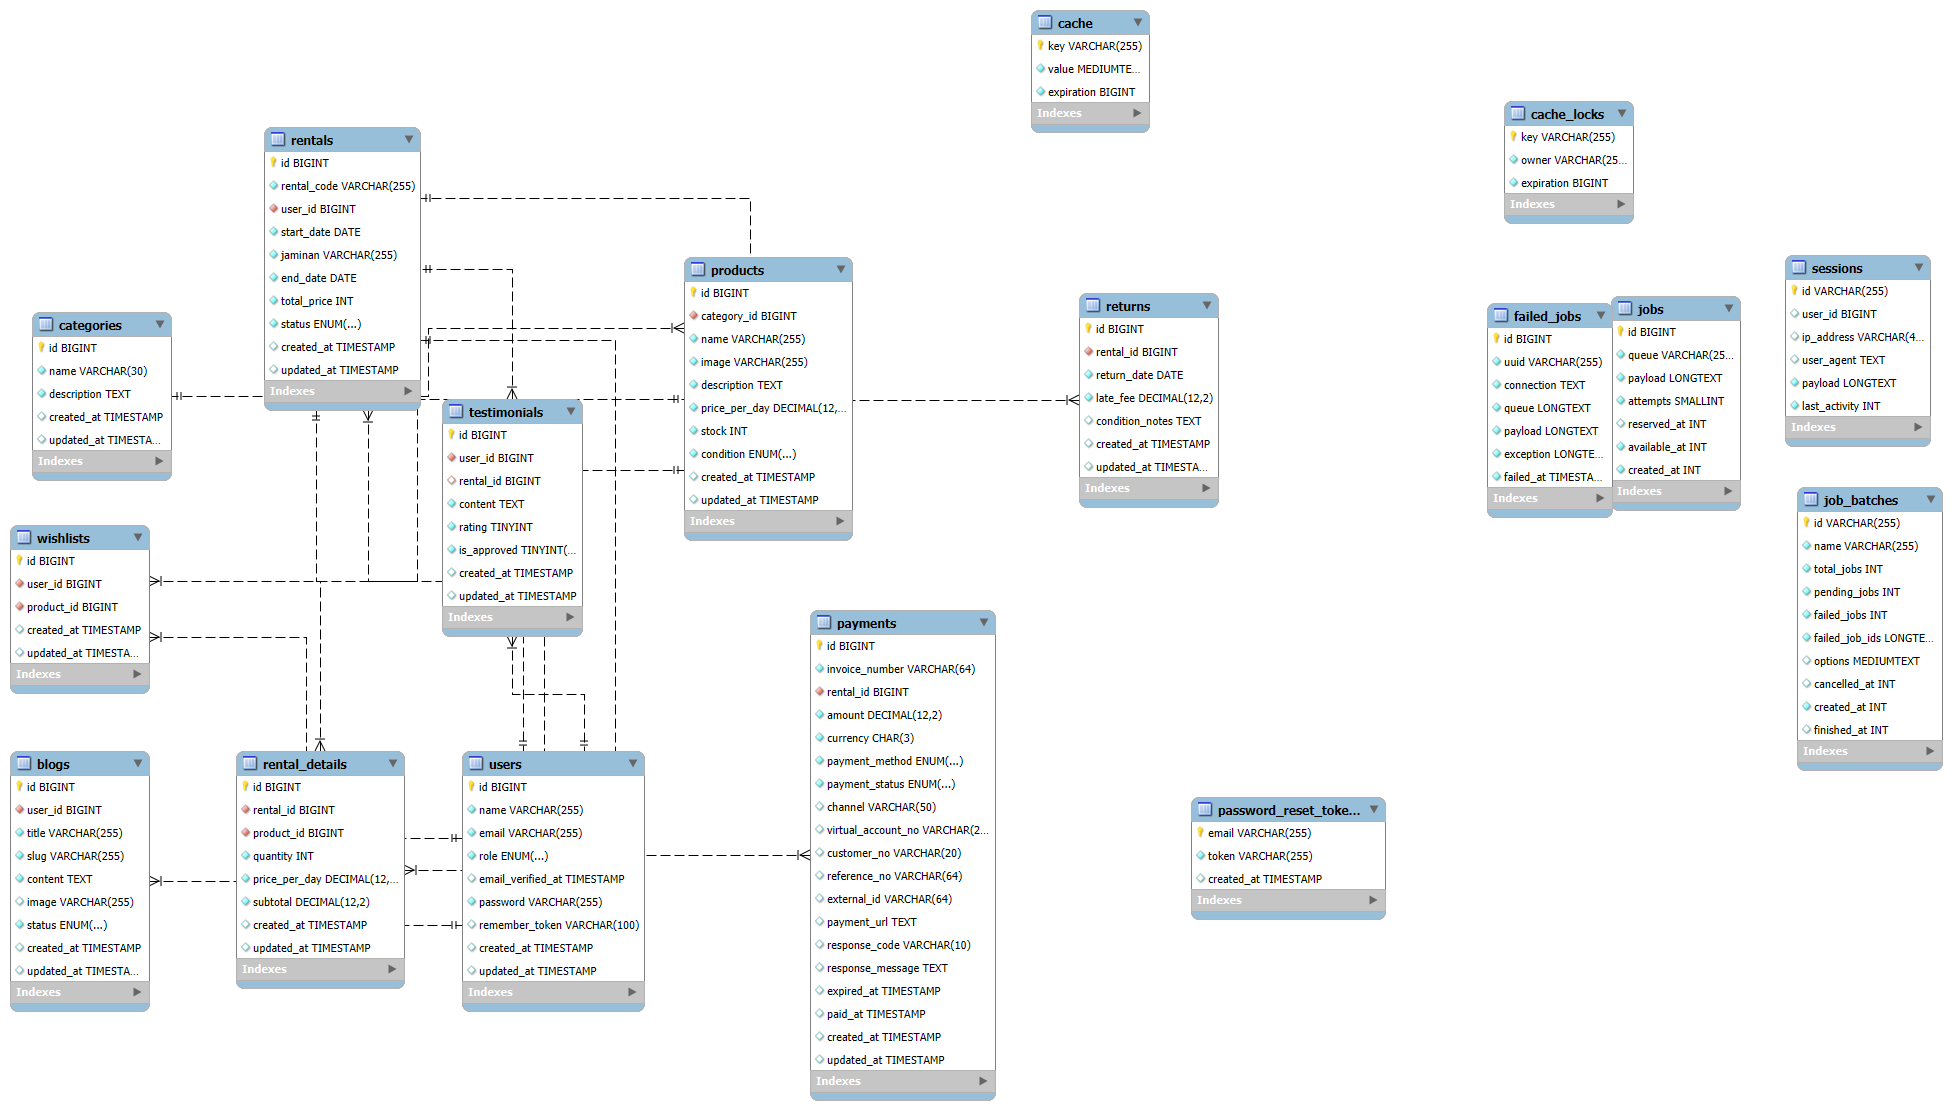 cache
key VARCHAR(255)
value MEDIUMTE...
expiration BIGINT
Indexes
cache_locks
key VARCHAR(255)
owner VARCHAR(25...
expiration BIGINT
Indexes
rentals
id BIGINT
rental_code VARCHAR(255)
user_id BIGINT
start_date DATE
jaminan VARCHAR(255)
end_date DATE
total_price INT
status ENUM(...)
created_at TIMESTAMP
updated_at TIMESTAMP
Indexes
products
id BIGINT
category_id BIGINT
name VARCHAR(255)
image VARCHAR(255)
description TEXT
price_per_day DECIMAL(12,...
stock INT
condition ENUM(...)
created_at TIMESTAMP
updated_at TIMESTAMP
Indexes
sessions
id VARCHAR(255)
user_id BIGINT
ip_address VARCHAR(4...
user_agent TEXT
payload LONGTEXT
last_activity INT
Indexes
returns
id BIGINT
rental_id BIGINT
return_date DATE
late_fee DECIMAL(12,2)
condition_notes TEXT
created_at TIMESTAMP
updated_at TIMESTA...
Indexes
failed_jobs
id BIGINT
uuid VARCHAR(255)
connection TEXT
queue LONGTEXT
payload LONGTEXT
exception LONGTE...
failed_at TIMESTA...
Indexes
jobs
id BIGINT
queue VARCHAR(25...
payload LONGTEXT
attempts SMALLINT
reserved_at INT
available_at INT
created_at INT
Indexes
categories
id BIGINT
name VARCHAR(30)
description TEXT
created_at TIMESTAMP
updated_at TIMESTA...
Indexes
testimonials
id BIGINT
user_id BIGINT
rental_id BIGINT
content TEXT
rating TINYINT
is_approved TINYINT(...
created_at TIMESTAMP
updated_at TIMESTAMP
Indexes
job_batches
id VARCHAR(255)
name VARCHAR(255)
total_jobs INT
pending_jobs INT
failed_jobs INT
failed_job_ids LONGTE...
options MEDIUMTEXT
cancelled_at INT
created_at INT
finished_at INT
Indexes
wishlists
id BIGINT
user_id BIGINT
product_id BIGINT
created_at TIMESTAMP
updated_at TIMESTA...
Indexes
payments
id BIGINT
invoice_number VARCHAR(64)
rental_id BIGINT
amount DECIMAL(12,2)
currency CHAR(3)
payment_method ENUM(...)
payment_status ENUM(...)
channel VARCHAR(50)
virtual_account_no VARCHAR(2...
customer_no VARCHAR(20)
reference_no VARCHAR(64)
external_id VARCHAR(64)
payment_url TEXT
response_code VARCHAR(10)
response_message TEXT
expired_at TIMESTAMP
paid_at TIMESTAMP
created_at TIMESTAMP
updated_at TIMESTAMP
Indexes
blogs
id BIGINT
user_id BIGINT
title VARCHAR(255)
slug VARCHAR(255)
content TEXT
image VARCHAR(255)
status ENUM(...)
created_at TIMESTAMP
updated_at TIMESTA...
Indexes
rental_details
id BIGINT
rental_id BIGINT
product_id BIGINT
quantity INT
price_per_day DECIMAL(12,...
subtotal DECIMAL(12,2)
created_at TIMESTAMP
updated_at TIMESTAMP
Indexes
users
id BIGINT
name VARCHAR(255)
email VARCHAR(255)
role ENUM(...)
email_verified_at TIMESTAMP
password VARCHAR(255)
remember_token VARCHAR(100)
created_at TIMESTAMP
updated_at TIMESTAMP
Indexes
password_reset_toke...
email VARCHAR(255)
token VARCHAR(255)
created_at TIMESTAMP
Indexes